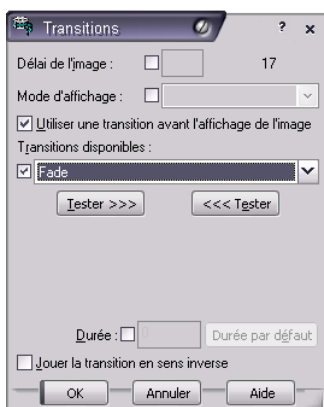 Transitions ? x
Délai de l'image : 17
Mode d'affichage :
Utiliser une transition avant l'affichage de l'image
Transitions disponibles :
Fade
Tester >>> <<< Tester
Durée : 0 Durée par défaut
Jouer la transition en sens inverse
OK Annuler Aide